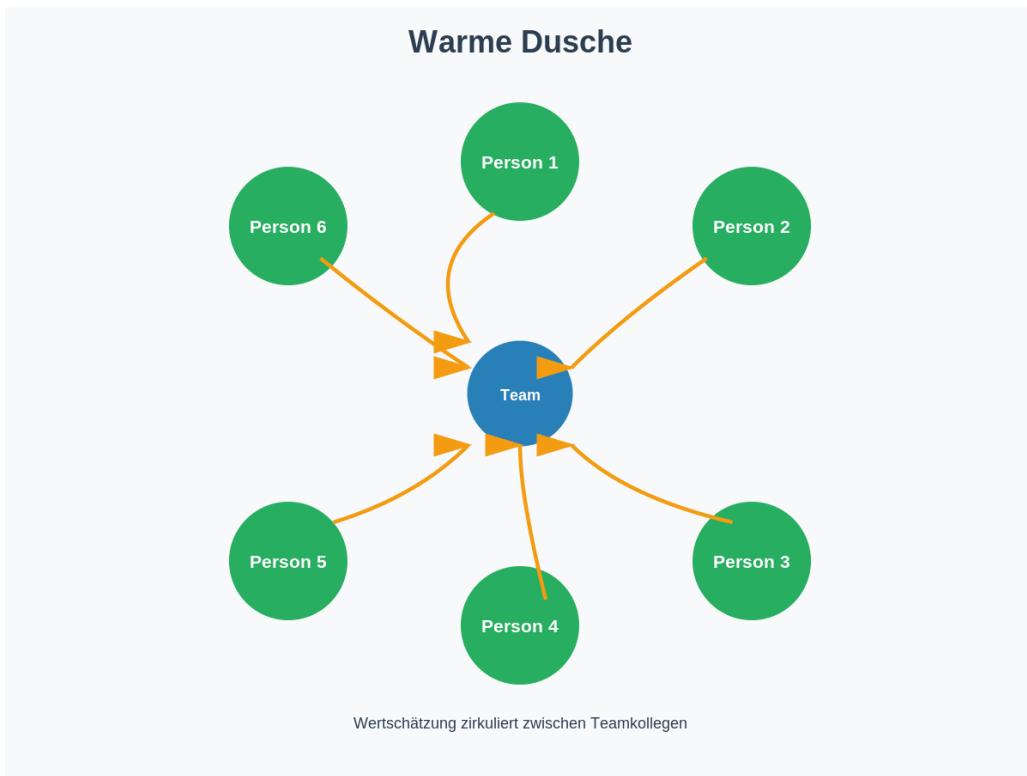 Warme Dusche
Person 1
Person 6
Person 2
Team
Person 5
Person 3
Person 4
Wertschätzung zirkuliert zwischen Teamkollegen